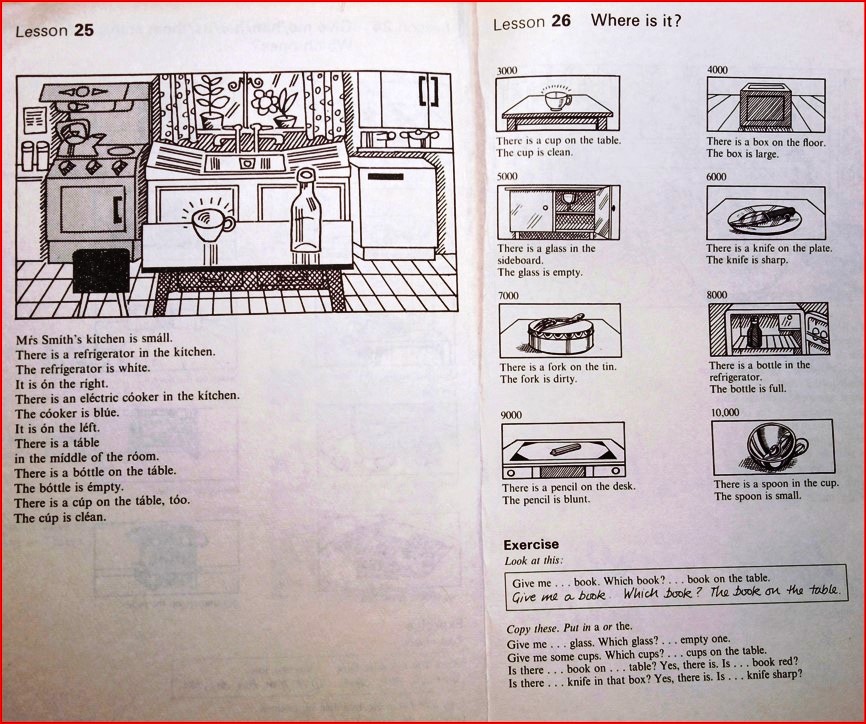 Lesson 25
Mrs Smith's kitchen is smáll.
There is a refrigerator in the kítchen.
The refrigerator is whíte.
It is ón the right.
There is an eléctric cóoker in the kítchen.
The cóoker is blúe.
It is ón the léft.
There is a táble
in the míddle of the róom.
There is a bóttle on the táble.
The bóttle is émpty.
There is a cúp on the táble, tóo.
The cúp is cléan.
Lesson 26 Where is it?
3000
There is a cup on the table.
The cup is clean.
4000
There is a box on the floor.
The box is large.
5000
There is a glass in the
sideboard.
The glass is empty.
6000
There is a knife on the plate.
The knife is sharp.
7000
There is a fork on the tin.
The fork is dirty.
8000
There is a bottle in the
refrigerator.
The bottle is full.
9000
There is a pencil on the desk.
The pencil is blunt.
10,000
There is a spoon in the cup.
The spoon is small.
Exercise
Look at this:
Give me . . . book. Which book? . . . book on the table.
Give me a book. Which book? The book on the table.
Copy these. Put in a or the.
Give me . . . glass. Which glass? . . . empty one.
Give me some cups. Which cups? . . . cups on the table.
Is there . . . book on . . . table? Yes, there is. Is . . . book red?
Is there . . . knife in that box? Yes, there is. Is . . . knife sharp?